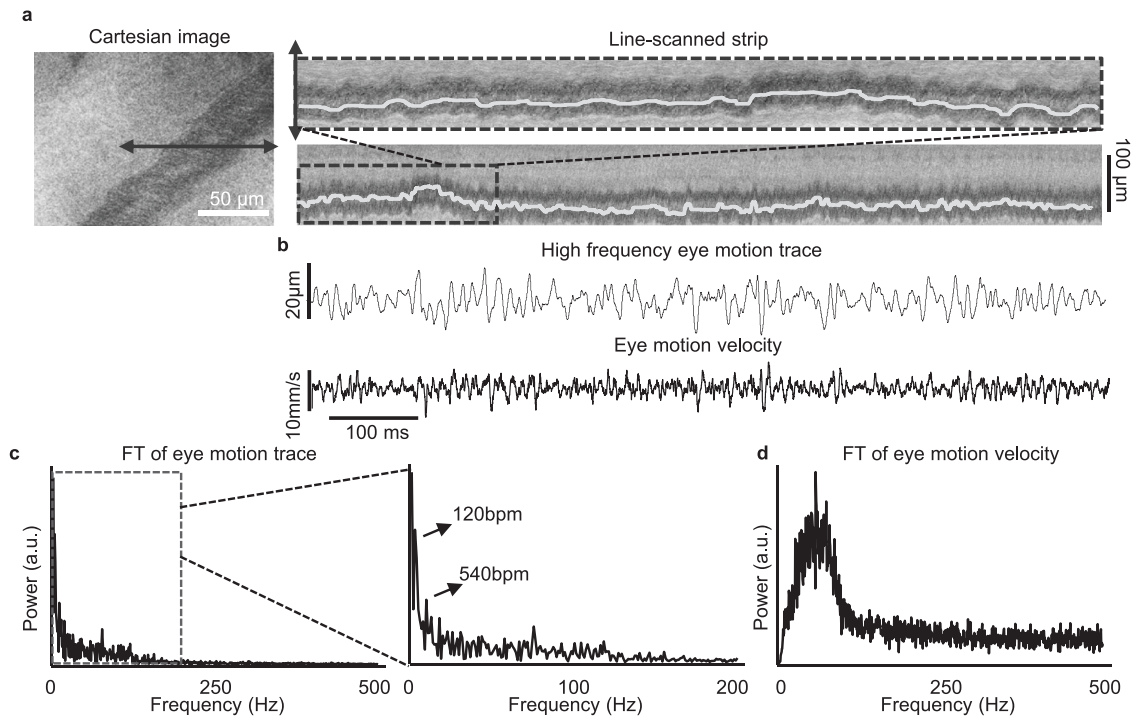 a
Cartesian image
Line-scanned strip
50 µm
100 µm
b
High frequency eye motion trace
20µm
Eye motion velocity
10mm/s
100 ms
c
FT of eye motion trace
d
FT of eye motion velocity
120bpm
540bpm
Power (a.u.)
Power (a.u.)
0 250 500
0 100 200
0 250 500
Frequency (Hz)
Frequency (Hz)
Frequency (Hz)